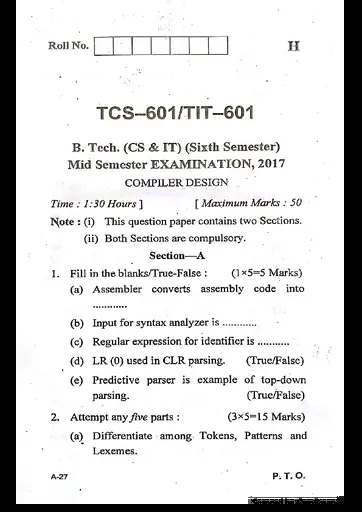 Roll No. H
TCS–601/TIT–601
B. Tech. (CS & IT) (Sixth Semester)
Mid Semester EXAMINATION, 2017
COMPILER DESIGN
Time : 1:30 Hours ] [ Maximum Marks : 50
Note : (i) This question paper contains two Sections.
(ii) Both Sections are compulsory.
Section—A
1. Fill in the blanks/True-False : (1×5=5 Marks)
(a) Assembler converts assembly code into
............
(b) Input for syntax analyzer is ............
(c) Regular expression for identifier is ...........
(d) LR (0) used in CLR parsing. (True/False)
(e) Predictive parser is example of top-down
parsing. (True/False)
2. Attempt any five parts : (3×5=15 Marks)
(a) Differentiate among Tokens, Patterns and
Lexemes.
A-27 P. T. O.